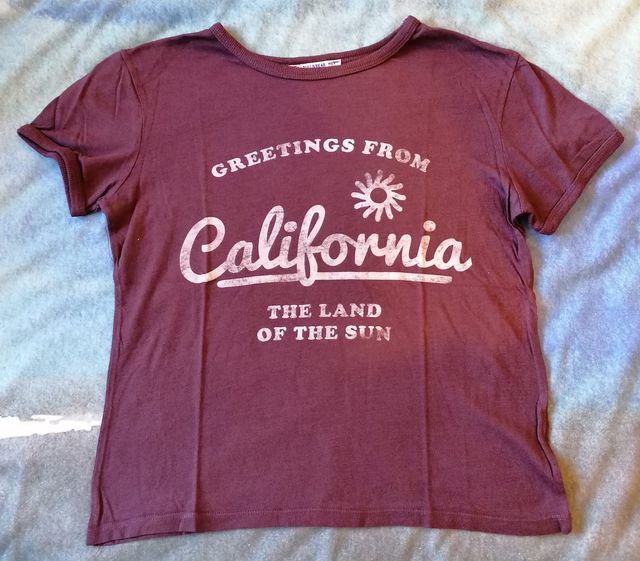 GREETINGS FROM
California
THE LAND
OF THE SUN